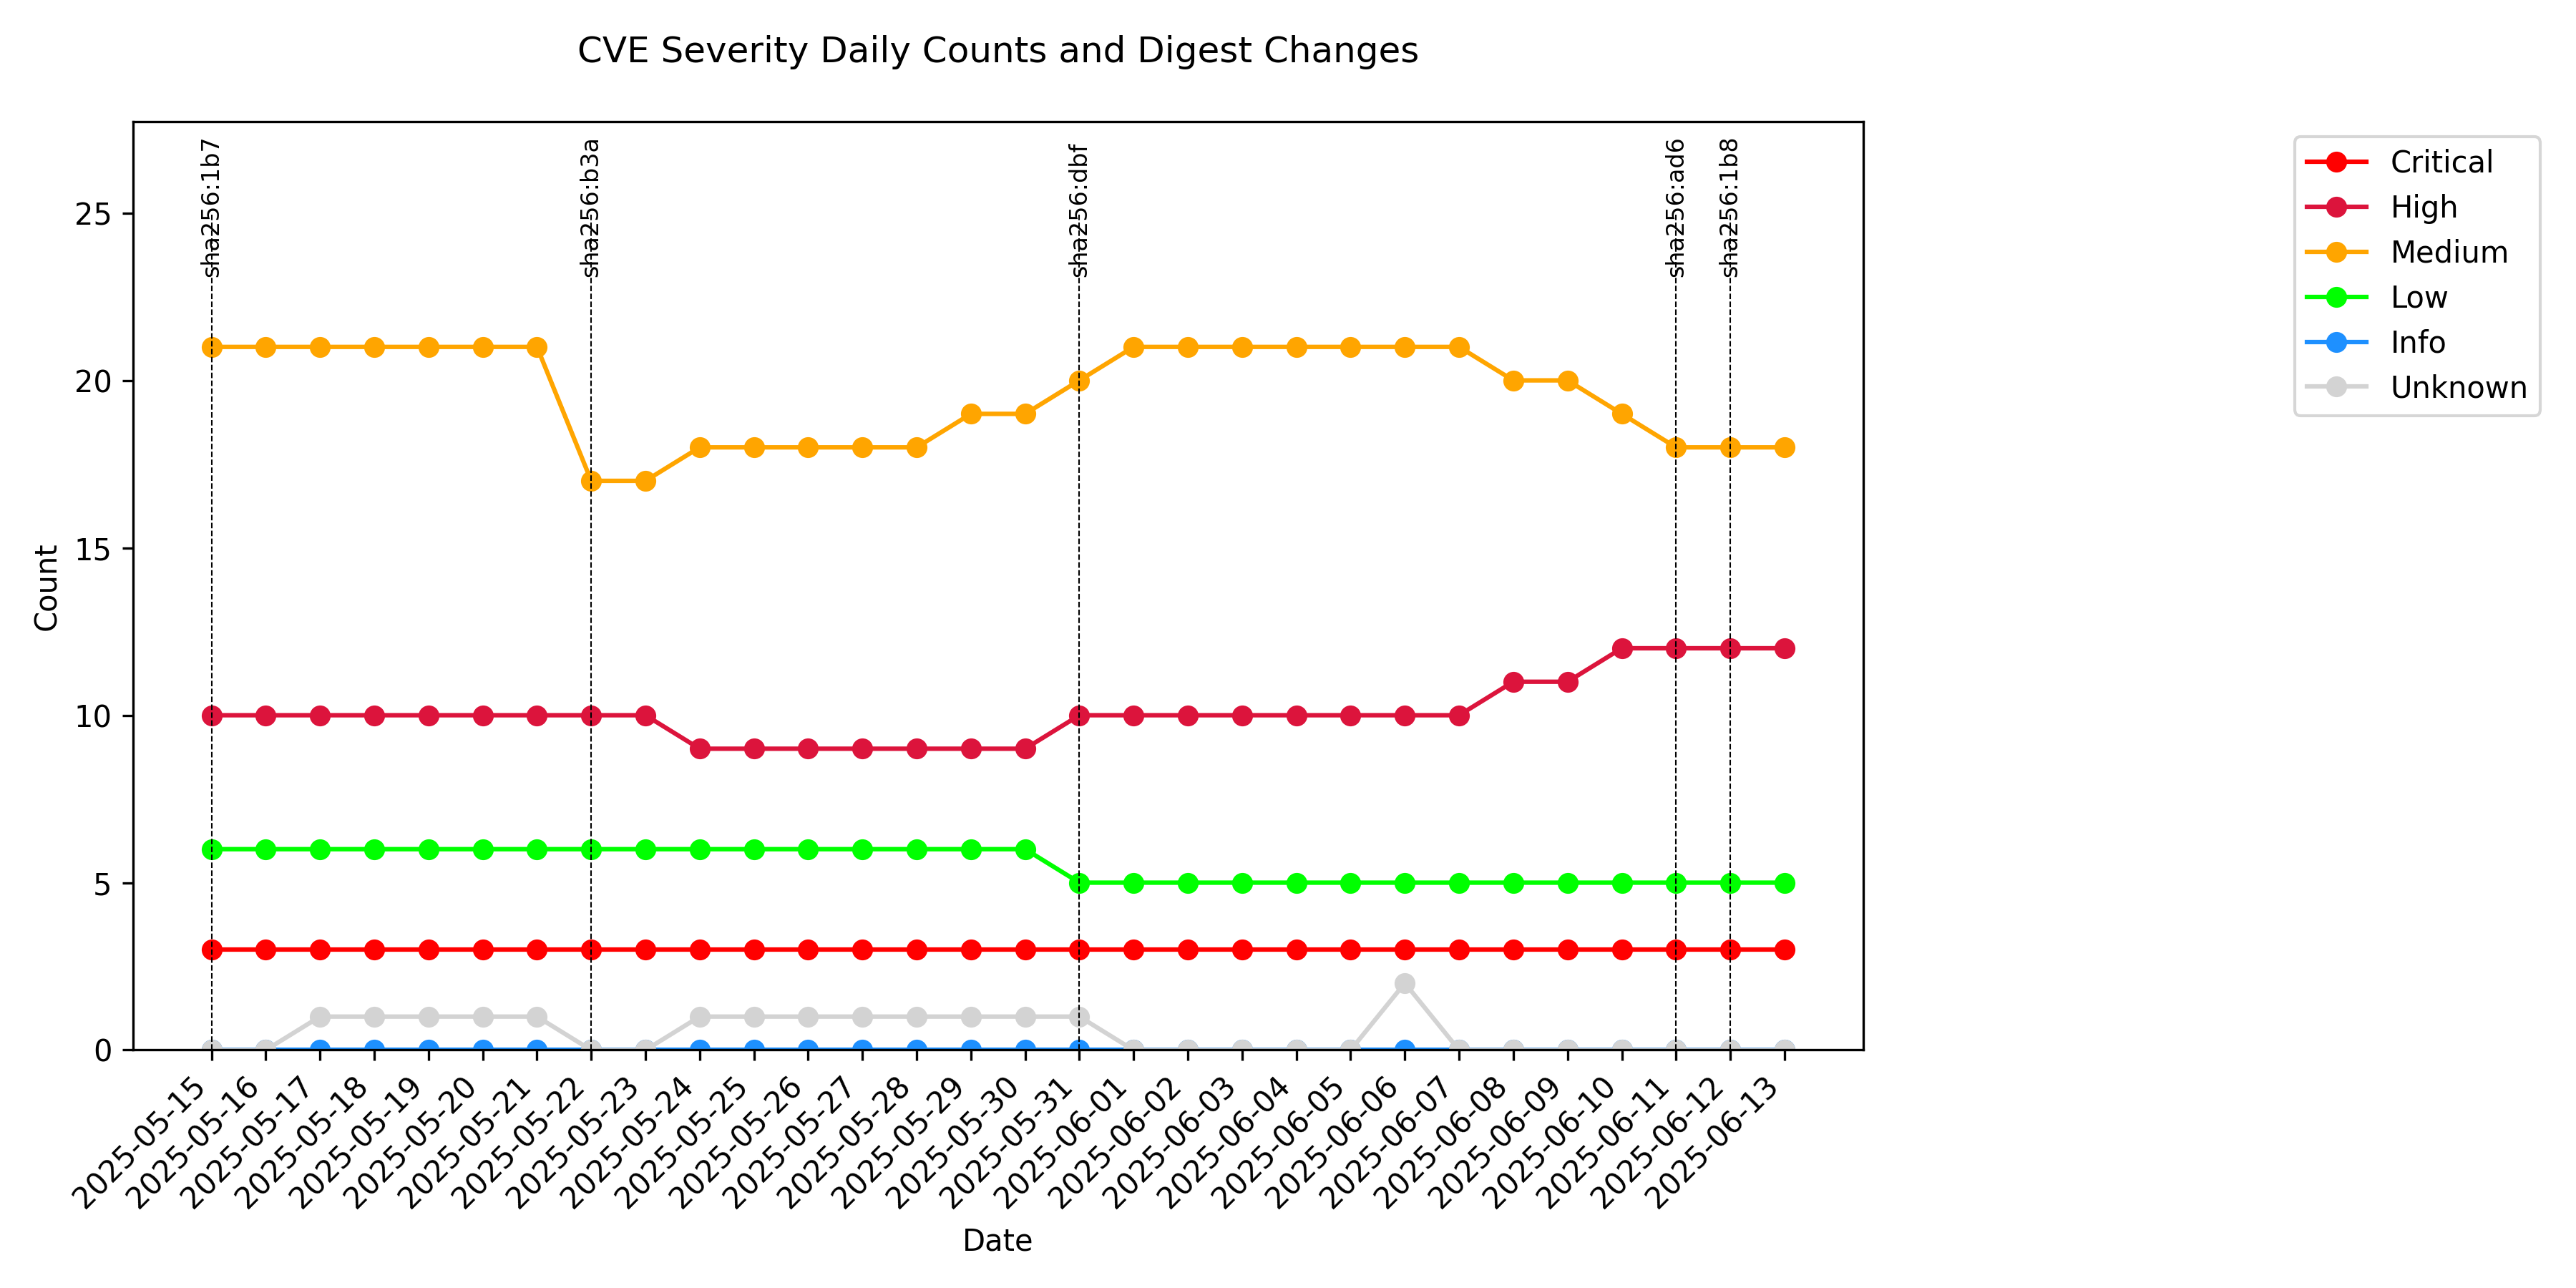 CVE Severity Daily Counts and Digest Changes
sha256:1b7
sha256:b3a
sha256:dbf
sha256:ad6
sha256:1b8
Critical
High
Medium
Low
Info
Unknown
25
20
15
10
5
0
Count
2025-05-15
2025-05-16
2025-05-17
2025-05-18
2025-05-19
2025-05-20
2025-05-21
2025-05-22
2025-05-23
2025-05-24
2025-05-25
2025-05-26
2025-05-27
2025-05-28
2025-05-29
2025-05-30
2025-05-31
2025-06-01
2025-06-02
2025-06-03
2025-06-04
2025-06-05
2025-06-06
2025-06-07
2025-06-08
2025-06-09
2025-06-10
2025-06-11
2025-06-12
2025-06-13
Date